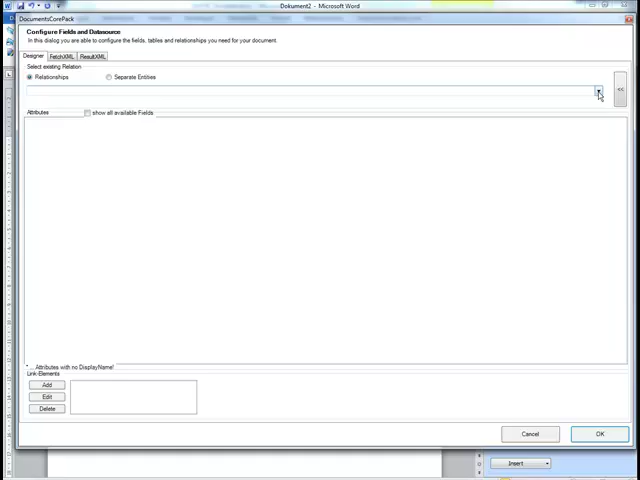 Dokument2 - Microsoft Word
DocumentsCorePack
Configure Fields and Datasource
In this dialog you are able to configure the fields, tables and relationships you need for your document.
Designer FetchXML ResultXML
Select existing Relation
Relationships Separate Entities
<<
Attributes show all available Fields
* ... Attributes with no DisplayName!
Link-Elements
Add
Edit
Delete
Cancel OK
Insert